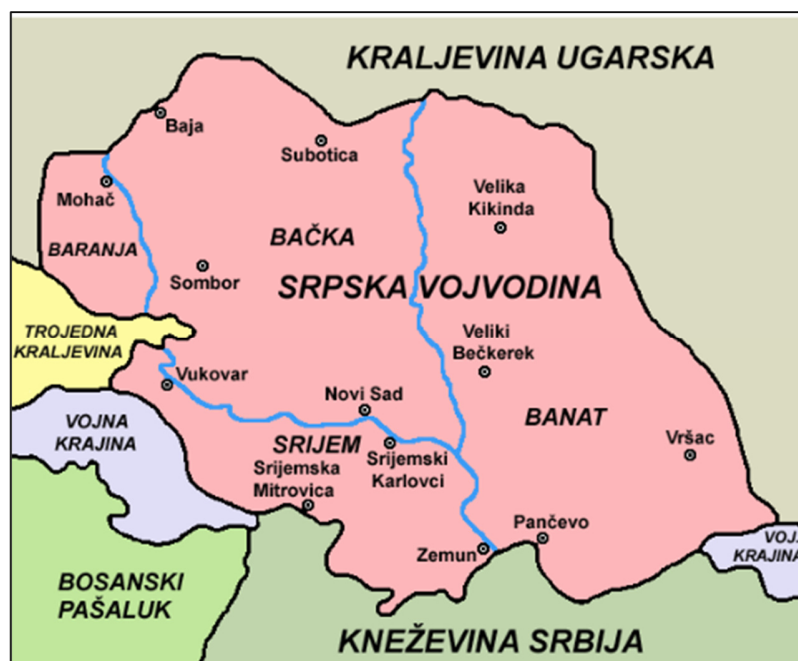 KRALJEVINA UGARSKA
Baja
Subotica
Mohač
Velika
Kikinda
BARANJA
BAČKA
Sombor
SRPSKA VOJVODINA
TROJEDNA
KRALJEVINA
Veliki
Bečkerek
Vukovar
Novi Sad
VOJNA
KRAJINA
BANAT
SRIJEM
Vršac
Srijemska
Mitrovica
Srijemski
Karlovci
Pančevo
Zemun
VOJ
KRAJINA
BOSANSKI
PAŠALUK
KNEŽEVINA SRBIJA